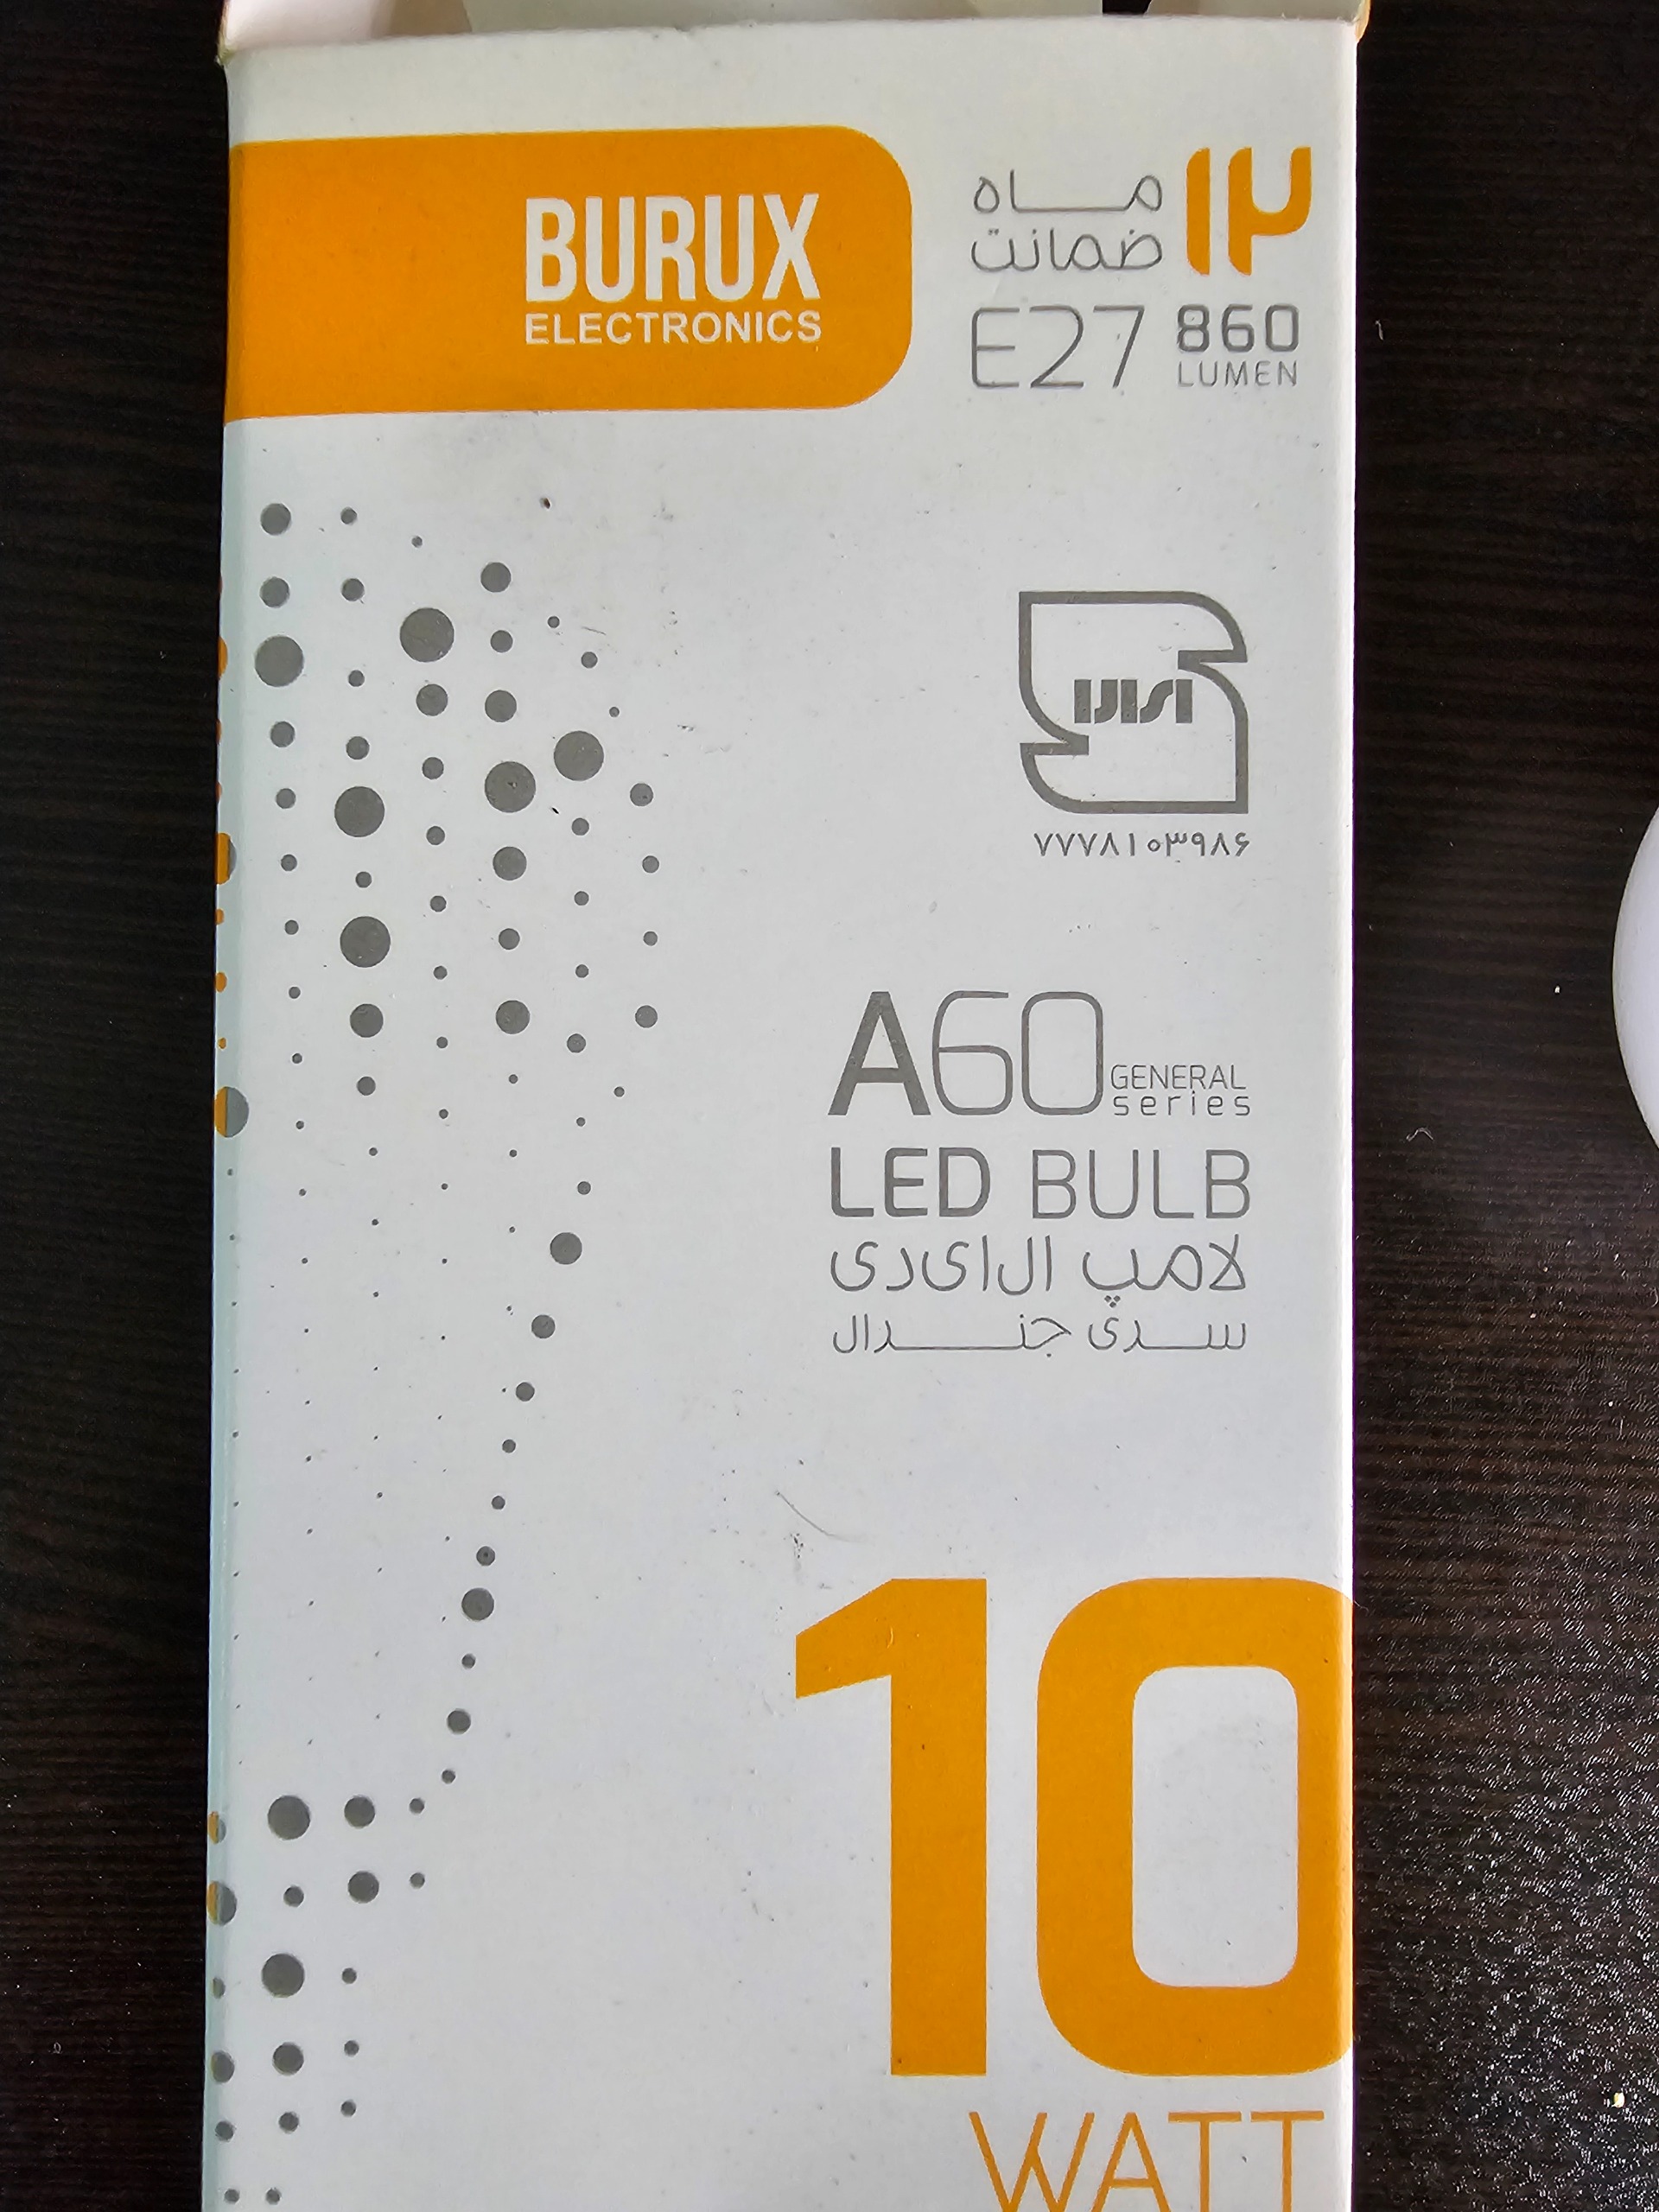 BURUX
ELECTRONICS
۱۲ ماه
ضمانت
E27 860
LUMEN
۷۷۷۸۱۰۳۹۸۶
A60 GENERAL
series
LED BULB
لامپ ال‌ای‌دی
سری جنرال
10
WATT